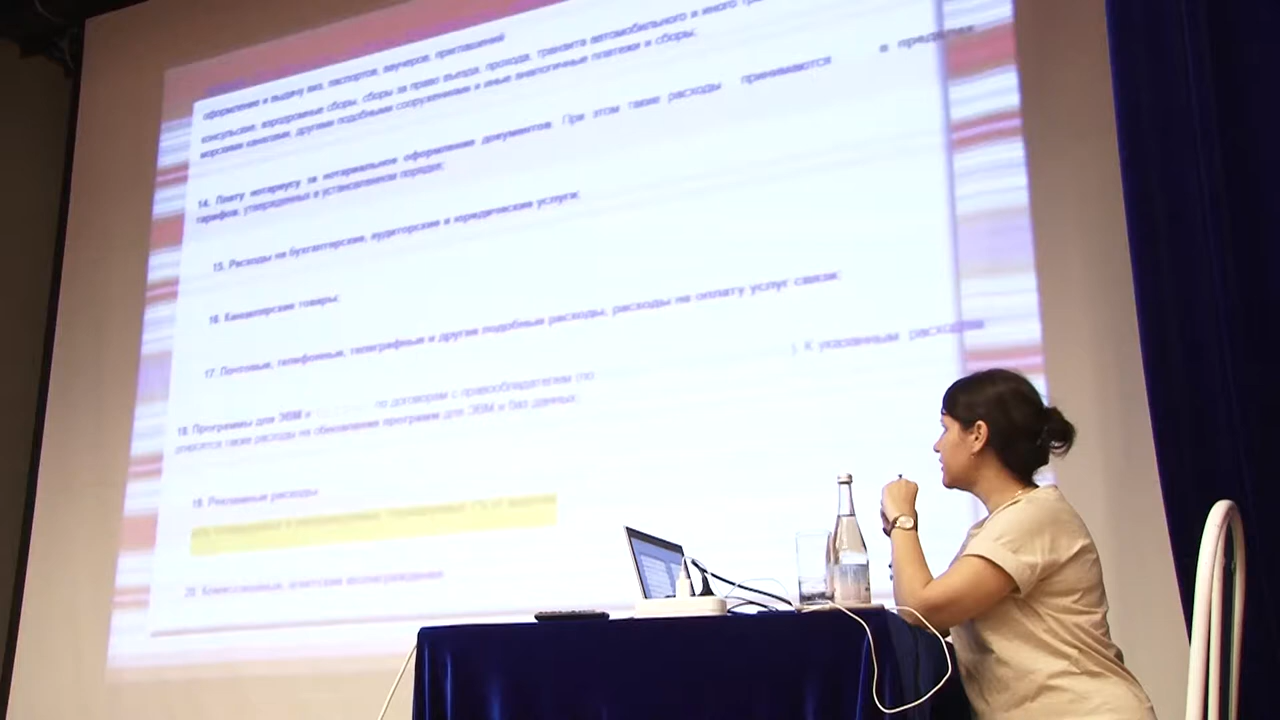 оформление и выдачу виз, паспортов, ваучеров, приглашений
консульские, аэродромные сборы, сборы за право въезда, прохода, транзита автомобильного и иного
морскими каналами, другими подобными сооружениями и иные аналогичные платежи и сборы;
14. Плату нотариусу за нотариальное оформление документов. При этом такие расходы принимаются в пределах
тарифов, утвержденных в установленном порядке;
15. Расходы на бухгалтерские, аудиторские и юридические услуги;
16. Канцелярские товары;
17. Почтовые, телефонные, телеграфные и другие подобные расходы, расходы на оплату услуг связи;
18. Программы для ЭВМ и по договорам с правообладателем (по ). К указанным расходам
относятся также расходы на обновление программ для ЭВМ и баз данных;
19. Рекламные расходы
20. Комиссионные, агентские вознаграждения